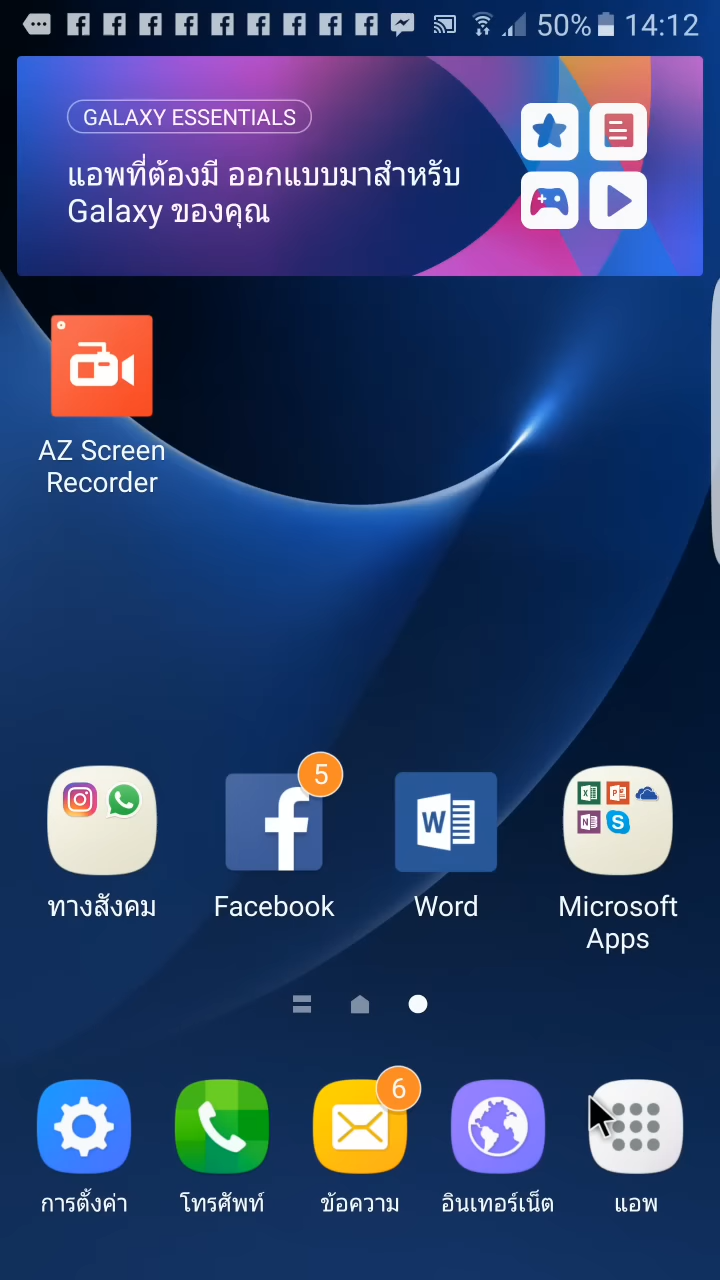 50% 14:12
GALAXY ESSENTIALS
แอพที่ต้องมี ออกแบบมาสำหรับ
Galaxy ของคุณ
AZ Screen
Recorder
5
W
X P
N S
ทางสังคม Facebook Word Microsoft
Apps
6
การตั้งค่า โทรศัพท์ ข้อความ อินเทอร์เน็ต แอพ